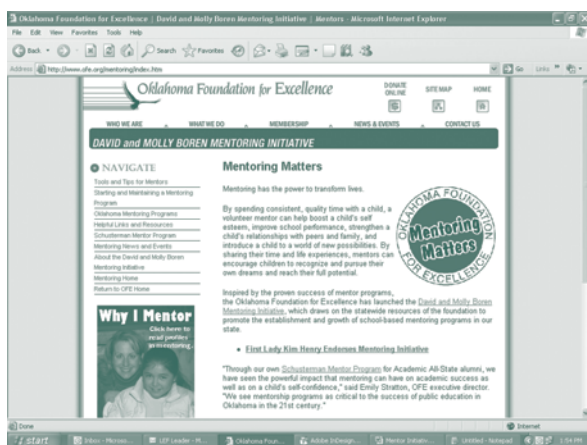 Oklahoma Foundation for Excellence | David and Molly Boren Mentoring Initiative | Mentors - Microsoft Internet Explorer
File Edit View Favorites Tools Help
Back Search Favorites
Address http://www.ofe.org/mentoring/index.htm Go Links
Oklahoma Foundation for Excellence
DONATE ONLINE SITE MAP HOME
WHO WE ARE WHAT WE DO MEMBERSHIP NEWS & EVENTS CONTACT US
DAVID and MOLLY BOREN MENTORING INITIATIVE
NAVIGATE
Tools and Tips for Mentors
Starting and Maintaining a Mentoring
Program
Oklahoma Mentoring Programs
Helpful Links and Resources
Schusterman Mentor Program
Mentoring News and Events
About the David and Molly Boren
Mentoring Initiative
Mentoring Home
Return to OFE Home
Why I Mentor
Click here to
read profiles
in mentoring
Mentoring Matters
Mentoring has the power to transform lives.
By spending consistent, quality time with a child, a
volunteer mentor can help boost a child's self
esteem, improve school performance, strengthen a
child's relationships with peers and family, and
introduce a child to a world of new possibilities. By
sharing their time and life experiences, mentors can
encourage children to recognize and pursue their
own dreams and reach their full potential.
OKLAHOMA FOUNDATION
Mentoring
Matters
FOR EXCELLENCE
Inspired by the proven success of mentor programs,
the Oklahoma Foundation for Excellence has launched the David and Molly Boren
Mentoring Initiative, which draws on the statewide resources of the foundation to
promote the establishment and growth of school-based mentoring programs in our
state.
First Lady Kim Henry Endorses Mentoring Initiative
"Through our own Schusterman Mentor Program for Academic All-State alumni, we
have seen the powerful impact that mentoring can have on academic success as
well as on a child's self-confidence," said Emily Stratton, OFE executive director.
"We see mentorship programs as critical to the success of public education in
Oklahoma in the 21st century."
Done Internet
start Inbox - Micros... LEP Leader - M... Oklahoma Foun... Adobe InDesign... Mentor Initiativ... Untitled - Notepad